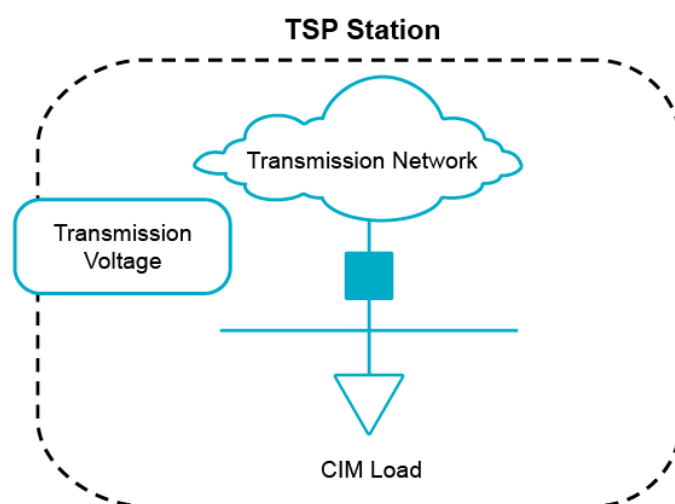 TSP Station
Transmission Network
Transmission
Voltage
CIM Load